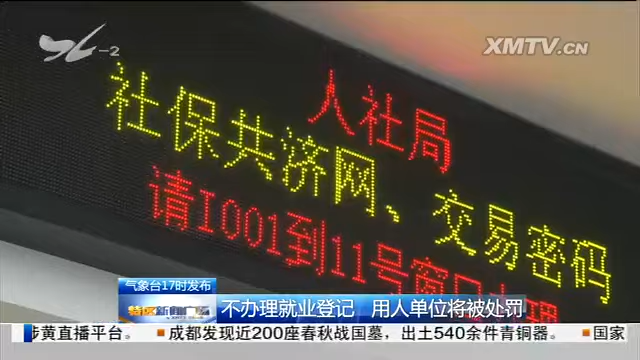 -2
XMTV.CN
人社局
社保共济网、交易密码
请I001到11号窗口办理
气象台17时发布
特区新闻广场
不办理就业登记 用人单位将被处罚
涉黄直播平台。 ■成都发现近200座春秋战国墓，出土540余件青铜器。 ■国家